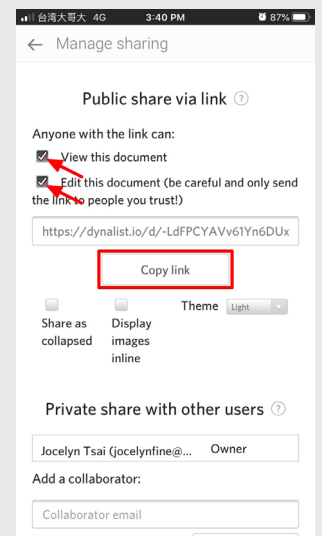 台湾大哥大 4G 3:40 PM 87%
← Manage sharing
Public share via link ?
Anyone with the link can:
View this document
Edit this document (be careful and only send
the link to people you trust!)
https://dynalist.io/d/-LdFPCYAVv61Yn6DUx
Copy link
Share as
collapsed
Display
images
inline
Theme Light
Private share with other users ?
Jocelyn Tsai (jocelynfine@... Owner
Add a collaborator:
Collaborator email